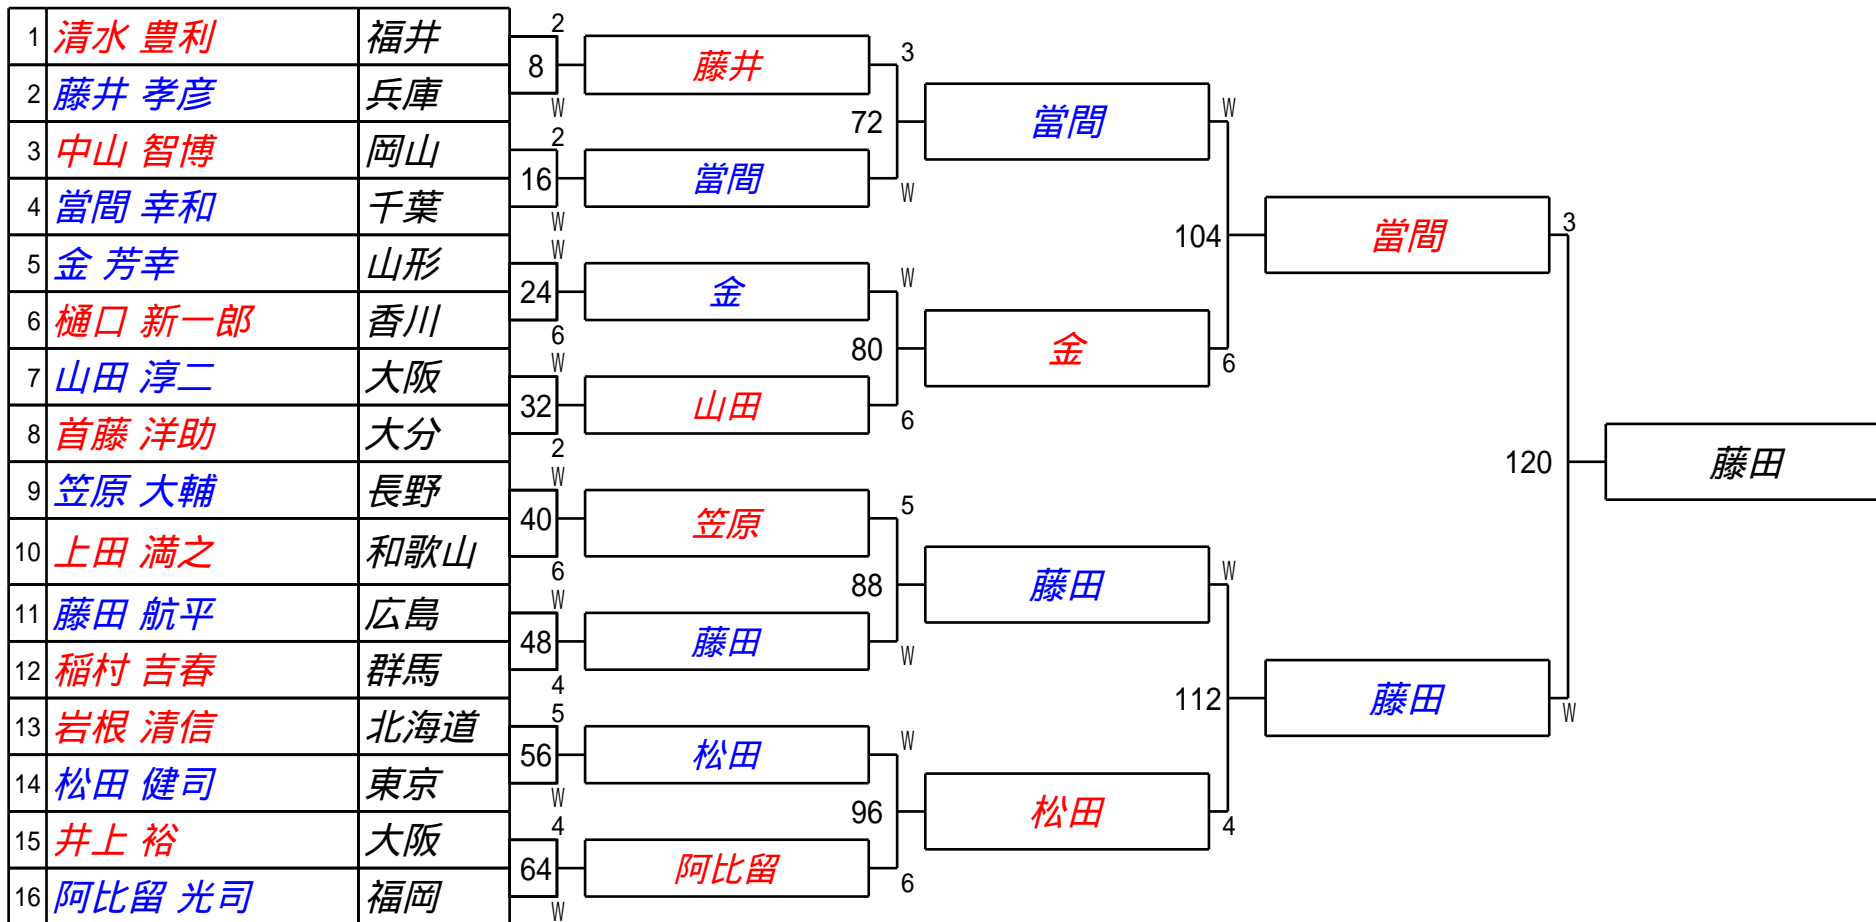 1 清水 豊利 福井
2 藤井 孝彦 兵庫
3 中山 智博 岡山
4 當間 幸和 千葉
5 金 芳幸 山形
6 樋口 新一郎 香川
7 山田 淳二 大阪
8 首藤 洋助 大分
9 笠原 大輔 長野
10 上田 満之 和歌山
11 藤田 航平 広島
12 稲村 吉春 群馬
13 岩根 清信 北海道
14 松田 健司 東京
15 井上 裕 大阪
16 阿比留 光司 福岡
2
8
W
2
16
W
W
24
6
W
32
2
W
40
6
W
48
4
5
56
W
4
64
W
藤井 3
72
當間 W
金 W
80
山田 6
笠原 5
88
藤田 W
松田 W
96
阿比留 6
當間 W
104
金 6
藤田 W
112
松田 4
當間 3
120
藤田 W
藤田